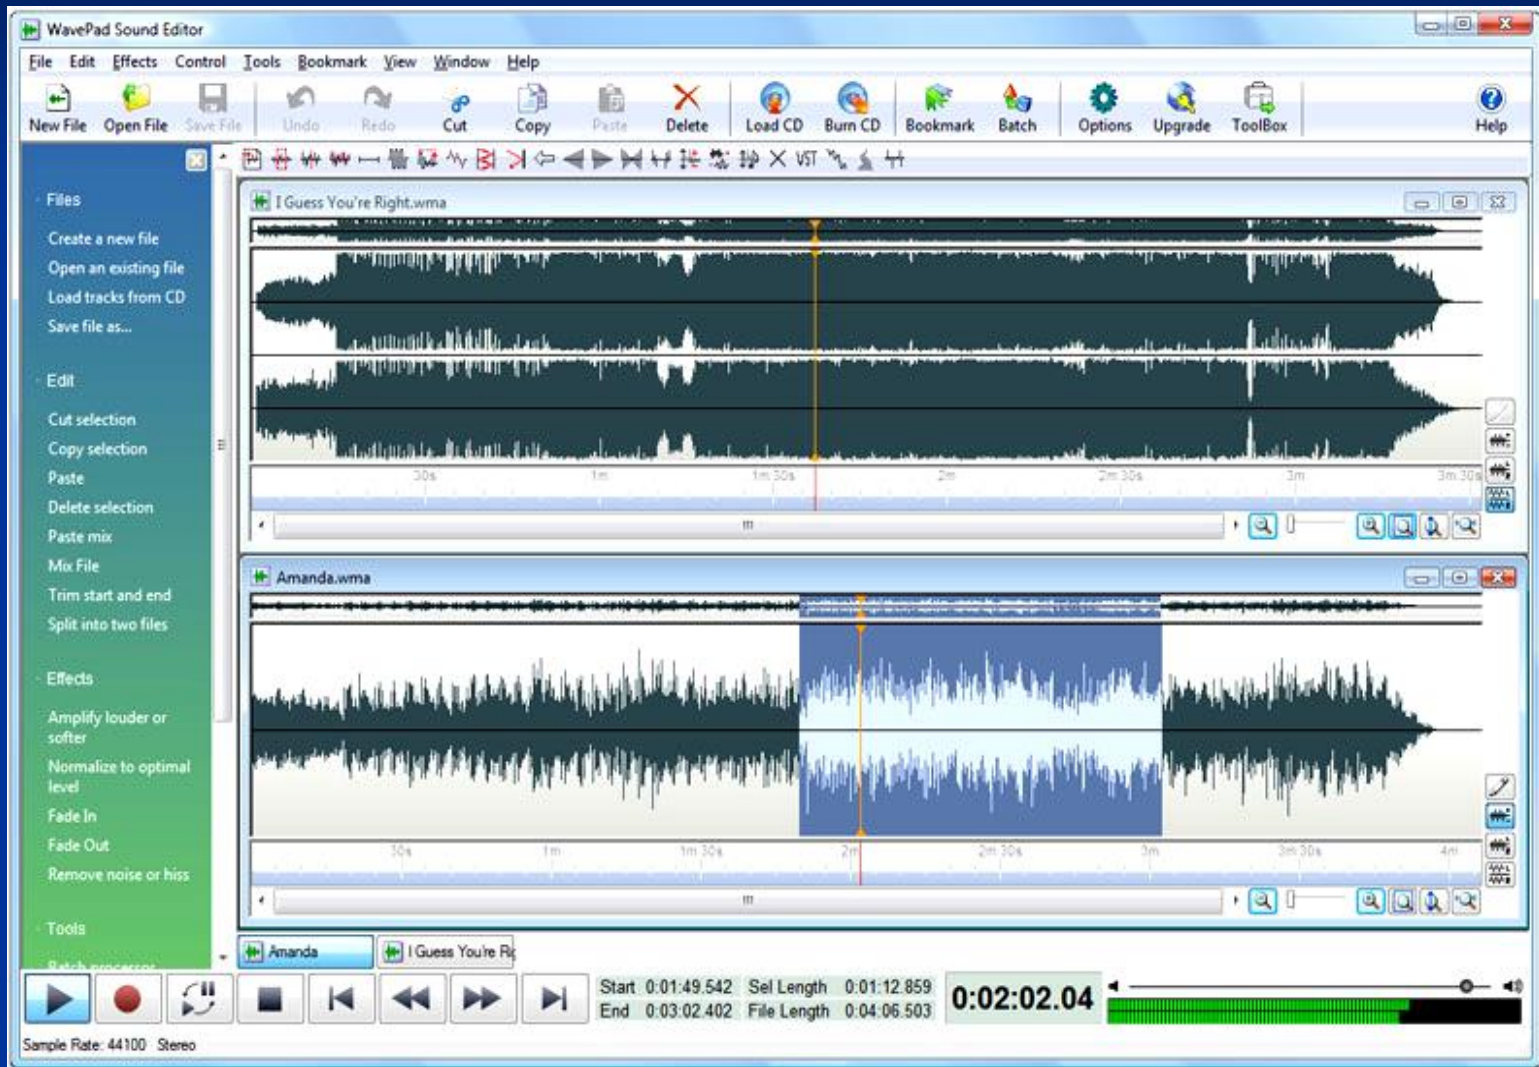 WavePad Sound Editor
File Edit Effects Control Tools Bookmark View Window Help
New File Open File Save File Undo Redo Cut Copy Paste Delete Load CD Burn CD Bookmark Batch Options Upgrade ToolBox Help
VST
Files
Create a new file
Open an existing file
Load tracks from CD
Save file as...
Edit
Cut selection
Copy selection
Paste
Delete selection
Paste mix
Mix File
Trim start and end
Split into two files
Effects
Amplify louder or
softer
Normalize to optimal
level
Fade In
Fade Out
Remove noise or hiss
Tools
Batch processor
I Guess You're Right.wma
30s 1m 1m 30s 2m 2m 30s 3m 3m 30s
Amanda.wma
30s 1m 1m 30s 2m 2m 30s 3m 3m 30s 4m
Amanda I Guess You're Ri
Start 0:01:49.542 Sel Length 0:01:12.859
End 0:03:02.402 File Length 0:04:06.503
0:02:02.04
Sample Rate: 44100 Stereo